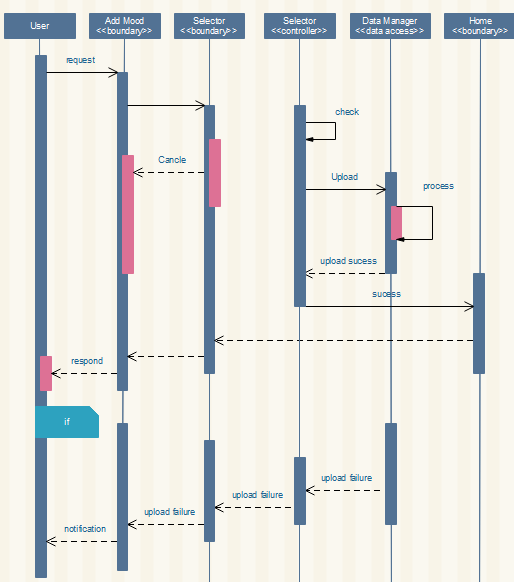 User
Add Mood
<<boundary>>
Selector
<<boundary>>
Selector
<<controller>>
Data Manager
<<data access>>
Home
<<boundary>>
request
check
Cancle
Upload
process
upload sucess
sucess
respond
if
upload failure
upload failure
upload failure
notification